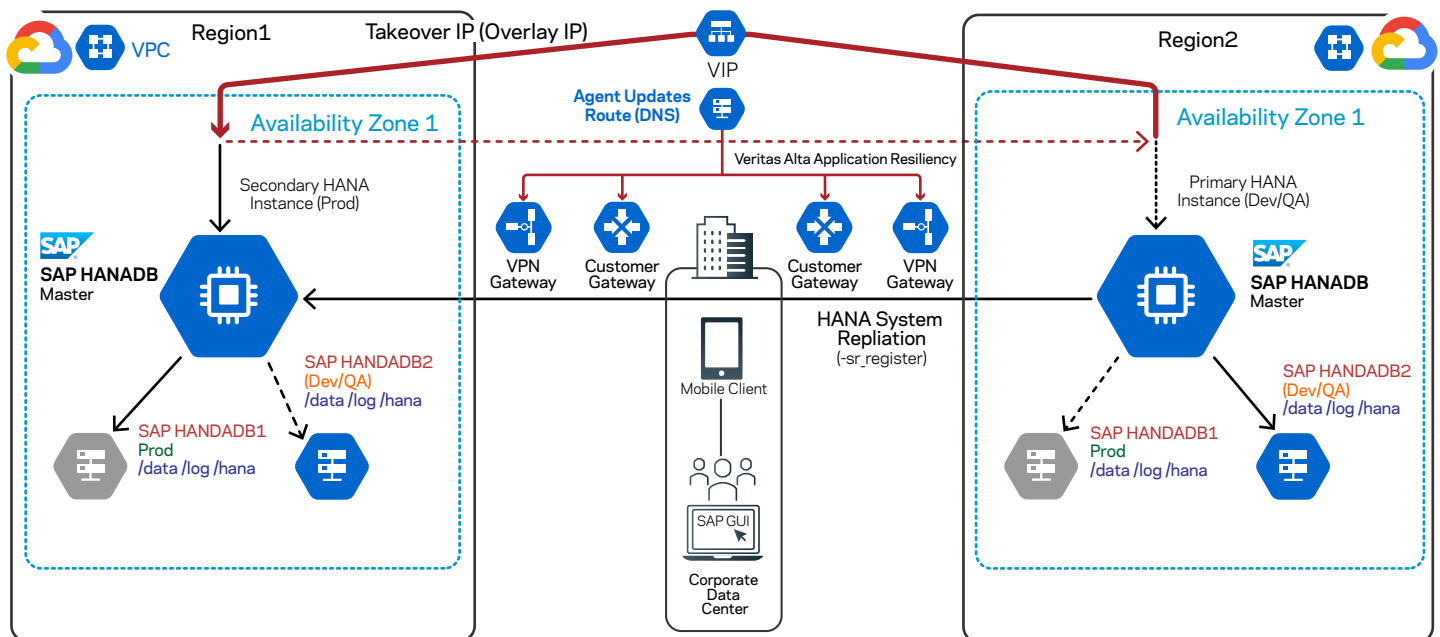 VPC
Region1
Takeover IP (Overlay IP)
VIP
Region2
Agent Updates
Route (DNS)
Availability Zone 1
Availability Zone 1
Veritas Alta Application Resiliency
Secondary HANA
Instance (Prod)
Primary HANA
Instance (Dev/QA)
SAP
SAP HANADB
Master
VPN
Gateway
Customer
Gateway
Customer
Gateway
VPN
Gateway
SAP
SAP HANADB
Master
HANA System
Repliation
(-sr_register)
Mobile Client
SAP HANDADB2
(Dev/QA)
/data /log /hana
SAP HANDADB1
Prod
/data /log /hana
SAP HANDADB2
(Dev/QA)
/data /log /hana
SAP HANDADB1
Prod
/data /log /hana
SAP GUI
Corporate
Data
Center